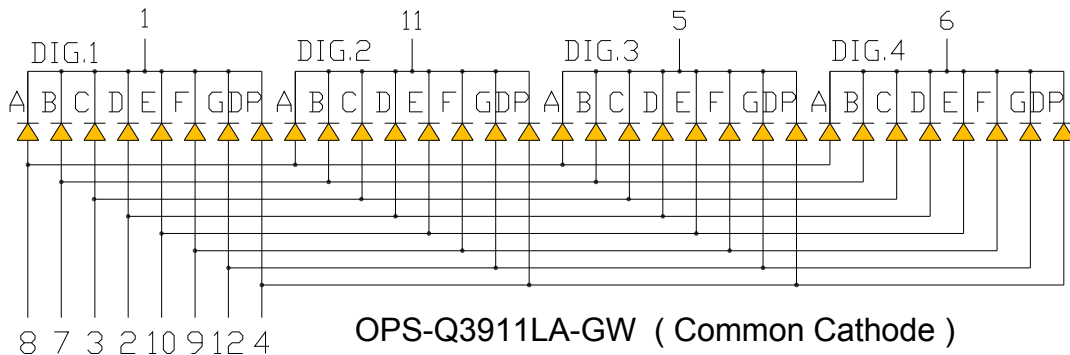 1 11 5 6
DIG.1 DIG.2 DIG.3 DIG.4
A B C D E F G DP A B C D E F G DP A B C D E F G DP A B C D E F G DP
8 7 3 2 10 9 12 4
OPS-Q3911LA-GW ( Common Cathode )